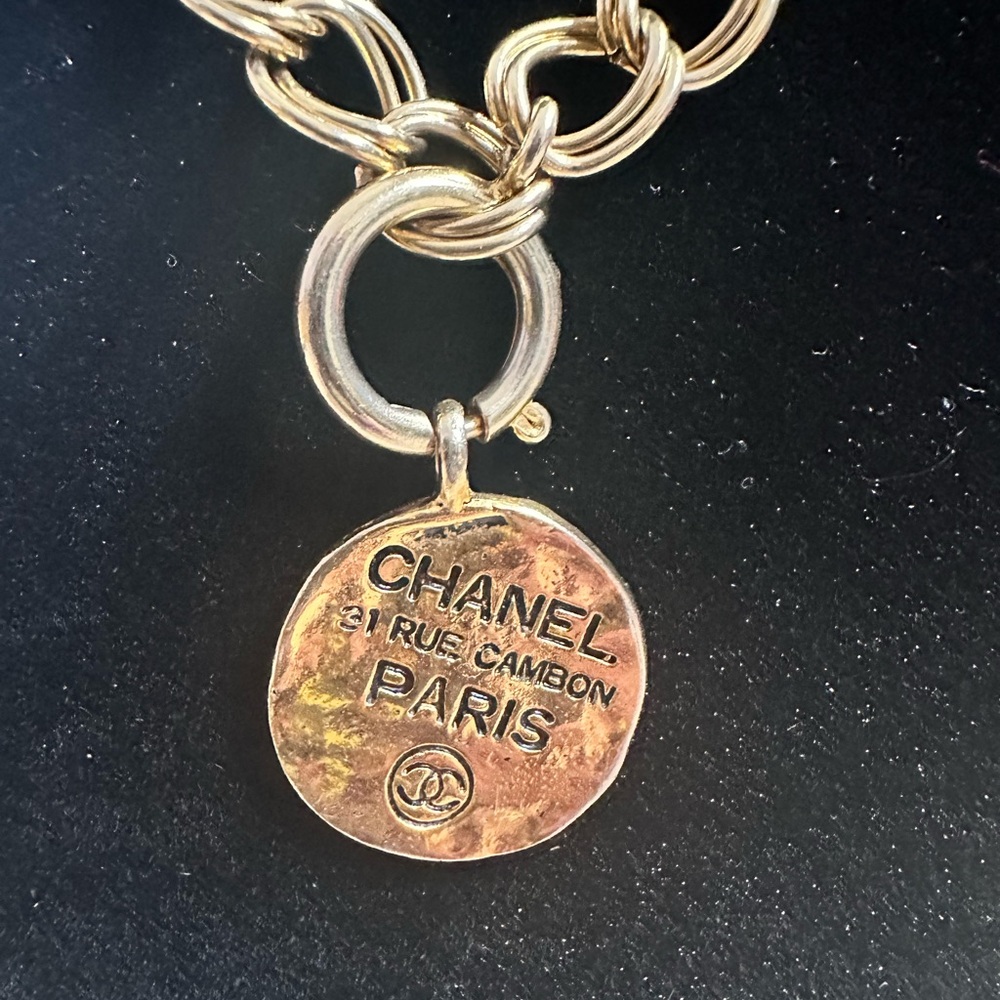 CHANEL.
31 RUE CAMBON
PARIS